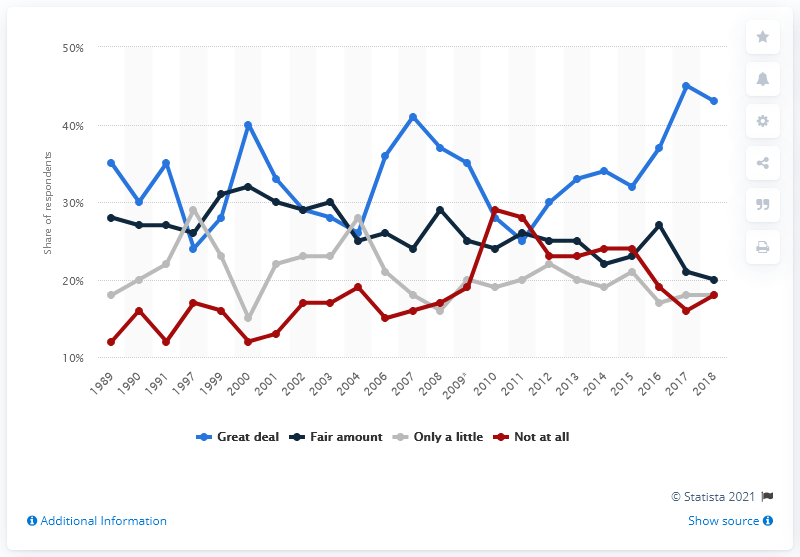 50%
40%
30%
20%
10%
Share of respondents
1989 1990 1991 1997 1999 2000 2001 2002 2003 2004 2006 2007 2008 2009* 2010 2011 2012 2013 2014 2015 2016 2017 2018
Great deal Fair amount Only a little Not at all
© Statista 2021
Additional Information Show source